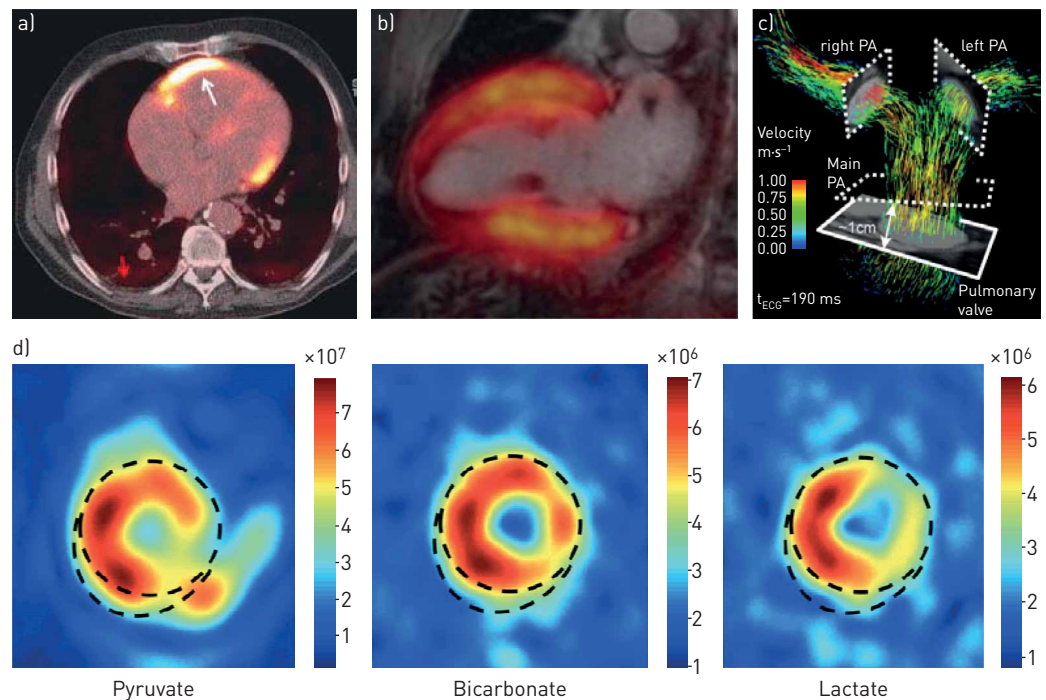 a)
b)
c)
right PA
left PA
Velocity
m·s⁻¹
1.00
0.75
0.50
0.25
0.00
Main
PA
~1cm
t_ECG=190 ms
Pulmonary
valve
d)
×10⁷
7
6
5
4
3
2
1
Pyruvate
×10⁶
7
6
5
4
3
2
1
Bicarbonate
×10⁶
6
5
4
3
2
1
Lactate